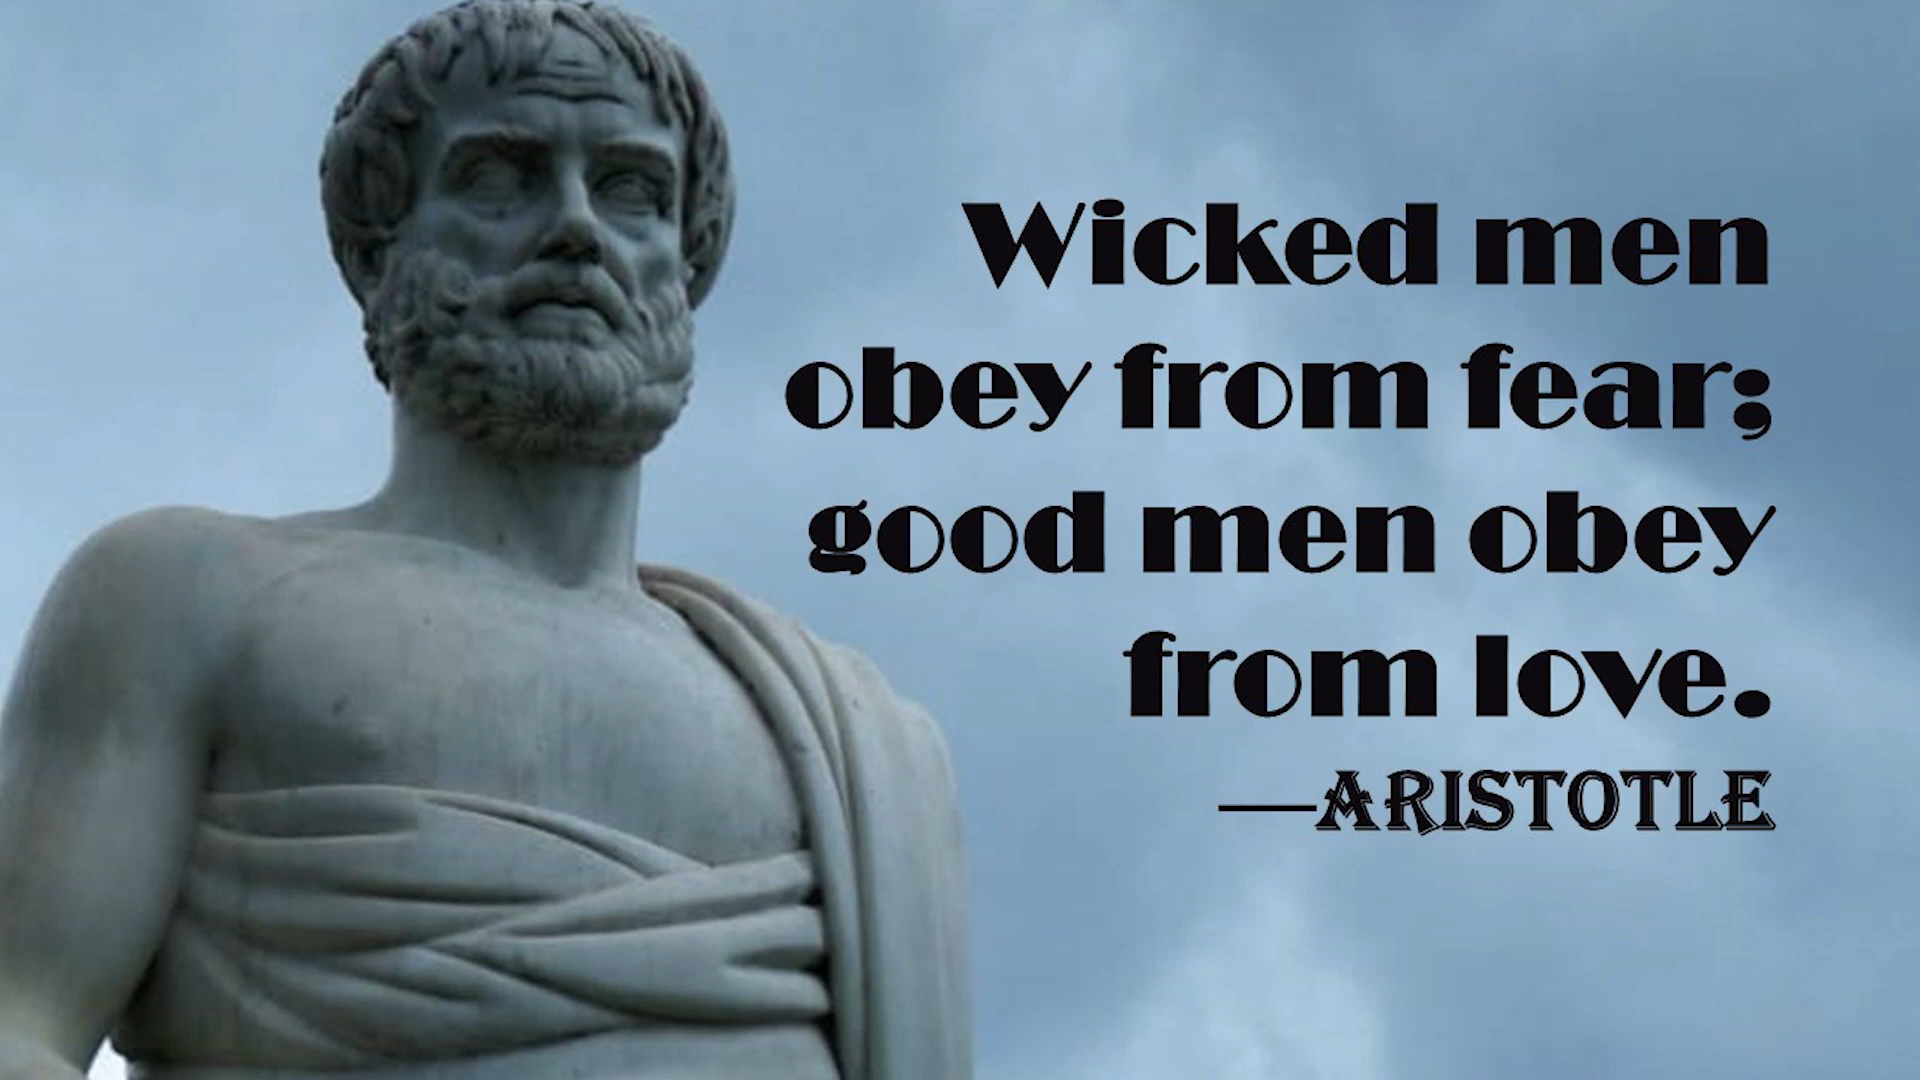 Wicked men
obey from fear;
good men obey
from love.
—ARISTOTLE